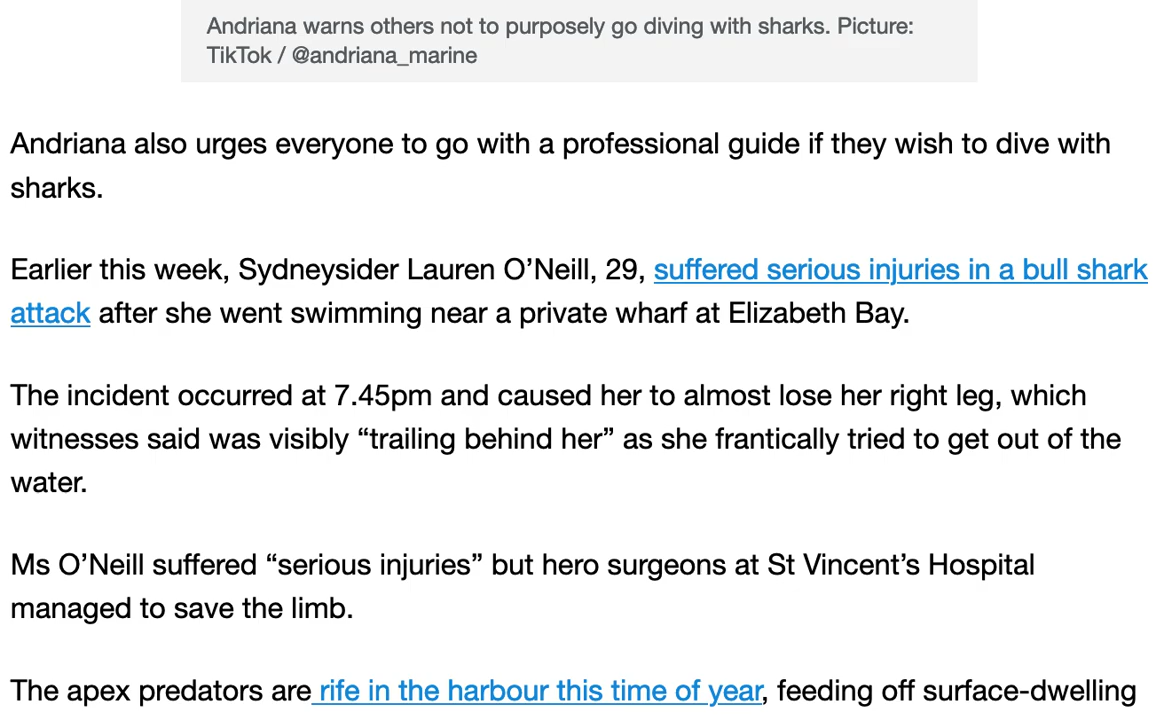 Andriana warns others not to purposely go diving with sharks. Picture:
TikTok / @andriana_marine
Andriana also urges everyone to go with a professional guide if they wish to dive with
sharks.
Earlier this week, Sydneysider Lauren O’Neill, 29, suffered serious injuries in a bull shark
attack after she went swimming near a private wharf at Elizabeth Bay.
The incident occurred at 7.45pm and caused her to almost lose her right leg, which
witnesses said was visibly “trailing behind her” as she frantically tried to get out of the
water.
Ms O’Neill suffered “serious injuries” but hero surgeons at St Vincent’s Hospital
managed to save the limb.
The apex predators are rife in the harbour this time of year, feeding off surface-dwelling